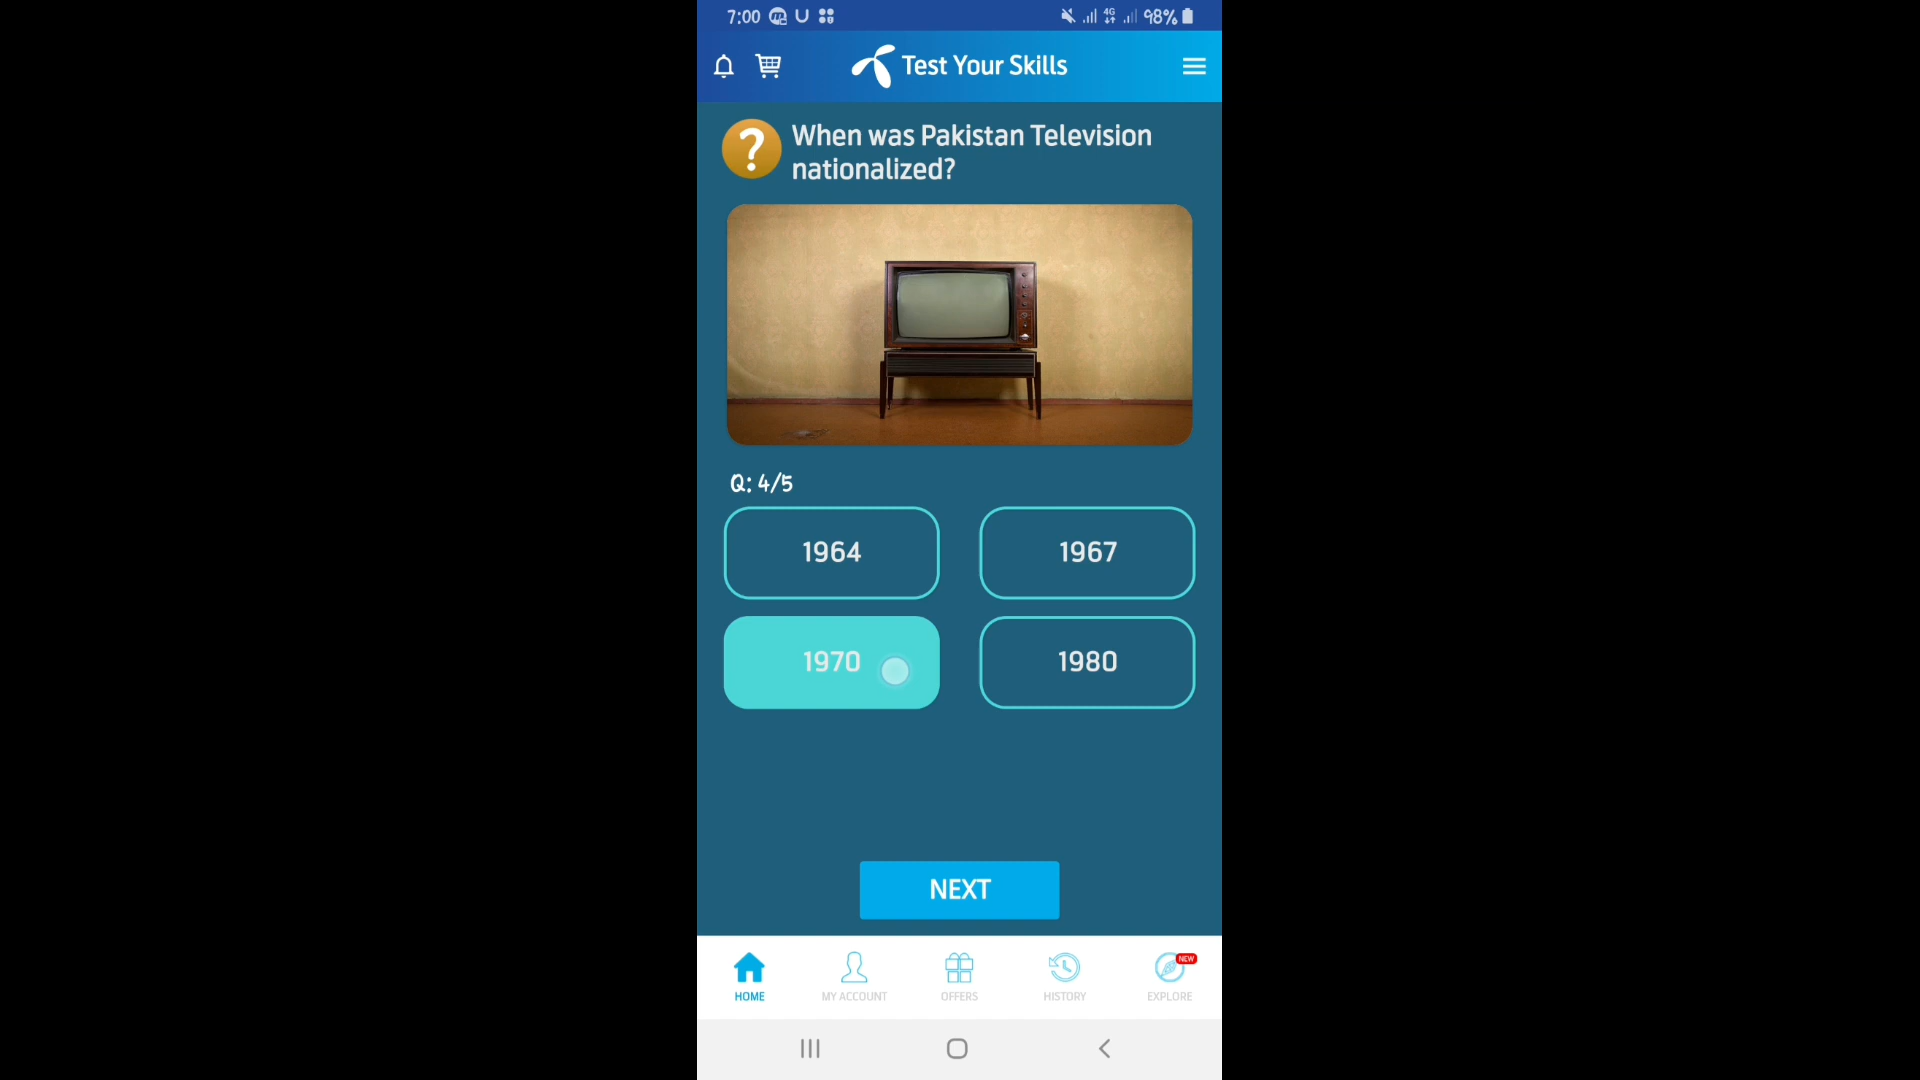 7:00
4G
98%
Test Your Skills
When was Pakistan Television
nationalized?
Q: 4/5
1964
1967
1970
1980
NEXT
NEW
HOME
MY ACCOUNT
OFFERS
HISTORY
EXPLORE